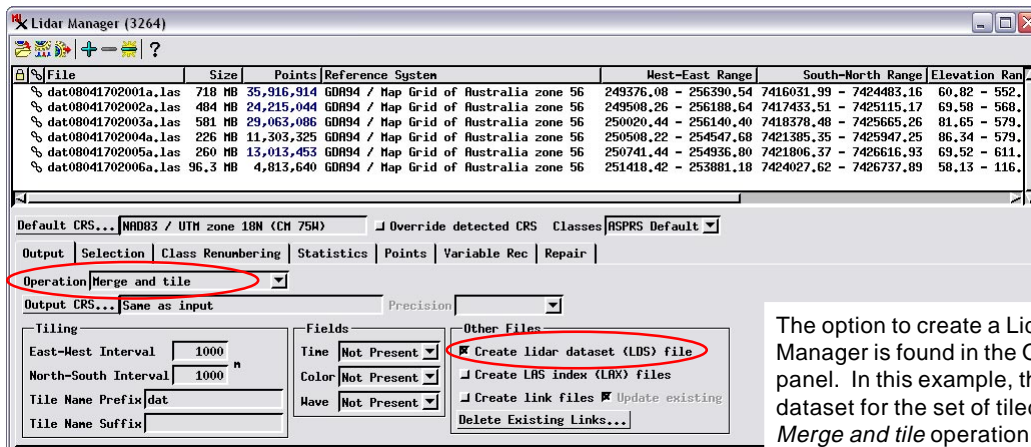 Lidar Manager (3264)
?
File Size Points Reference System West-East Range South-North Range Elevation Ran
dat08041702001a.las 718 MB 35,916,914 GDA94 / Map Grid of Australia zone 56 249376.08 - 256390.54 7416031.99 - 7424483.16 60.82 - 552.
dat08041702002a.las 484 MB 24,215,044 GDA94 / Map Grid of Australia zone 56 249508.26 - 256188.64 7417433.51 - 7425115.17 69.58 - 568.
dat08041702003a.las 581 MB 29,063,086 GDA94 / Map Grid of Australia zone 56 250020.44 - 256140.40 7418378.48 - 7425665.26 81.65 - 579.
dat08041702004a.las 226 MB 11,303,325 GDA94 / Map Grid of Australia zone 56 250508.22 - 254547.68 7421385.35 - 7425947.25 86.34 - 579.
dat08041702005a.las 260 MB 13,013,453 GDA94 / Map Grid of Australia zone 56 250741.44 - 254936.80 7421806.37 - 7426616.93 69.52 - 611.
dat08041702006a.las 96.3 MB 4,813,640 GDA94 / Map Grid of Australia zone 56 251418.42 - 253881.18 7424027.62 - 7426737.89 58.13 - 116.
Default CRS... NAD83 / UTM zone 18N (CM 75W) Override detected CRS Classes ASPRS Default
Output Selection Class Renumbering Statistics Points Variable Rec Repair
Operation Merge and tile
Output CRS... Same as input Precision
Tiling
East-West Interval 1000
North-South Interval 1000 m
Tile Name Prefix dat
Tile Name Suffix
Fields
Time Not Present
Color Not Present
Wave Not Present
Other Files
Create lidar dataset (LDS) file
Create LAS index (LAX) files
Create link files Update existing
Delete Existing Links...
The option to create a Lid
Manager is found in the O
panel. In this example, th
dataset for the set of tiled
Merge and tile operation